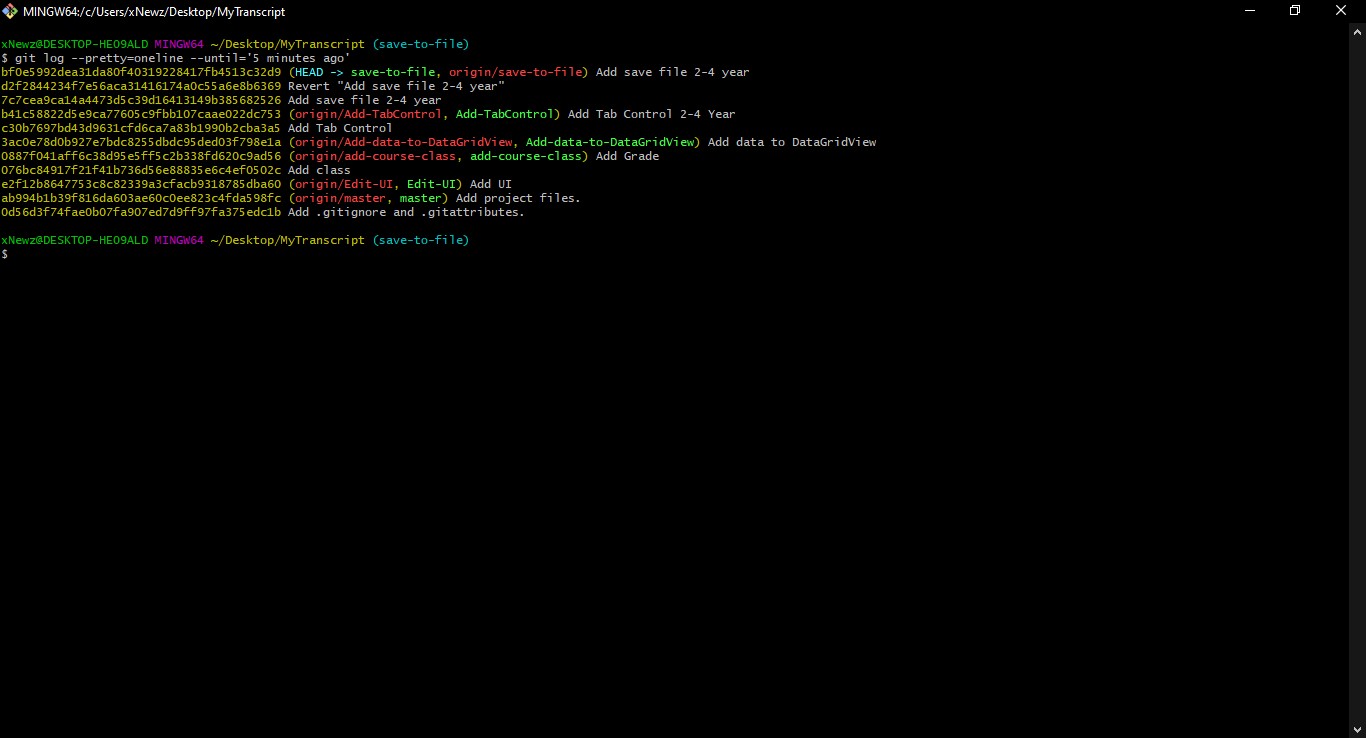 MINGW64:/c/Users/xNewz/Desktop/MyTranscript
xNewz@DESKTOP-HEO9ALD MINGW64 ~/Desktop/MyTranscript (save-to-file)
$ git log --pretty=oneline --until='5 minutes ago'
bf0e5992dea31da80f40319228417fb4513c32d9 (HEAD -> save-to-file, origin/save-to-file) Add save file 2-4 year
d2f2844234f7e56aca31416174a0c55a6e8b6369 Revert "Add save file 2-4 year"
7c7cea9ca14a4473d5c39d16413149b385682526 Add save file 2-4 year
b41c58822d5e9ca77605c9fbb107caae022dc753 (origin/Add-TabControl, Add-TabControl) Add Tab Control 2-4 Year
c30b7697bd43d9631cfd6ca7a83b1990b2cba3a5 Add Tab Control
3ac0e78d0b927e7bdc8255dbdc95ded03f798e1a (origin/Add-data-to-DataGridView, Add-data-to-DataGridView) Add data to DataGridView
0887f041aff6c38d95e5ff5c2b338fd620c9ad56 (origin/add-course-class, add-course-class) Add Grade
076bc84917f21f41b736d56e88835e6c4ef0502c Add class
e2f12b8647753c8c82339a3cfacb9318785dba60 (origin/Edit-UI, Edit-UI) Add UI
ab994b1b39f816da603ae60c0ee823c4fda598fc (origin/master, master) Add project files.
0d56d3f74fae0b07fa907ed7d9ff97fa375edc1b Add .gitignore and .gitattributes.
xNewz@DESKTOP-HEO9ALD MINGW64 ~/Desktop/MyTranscript (save-to-file)
$